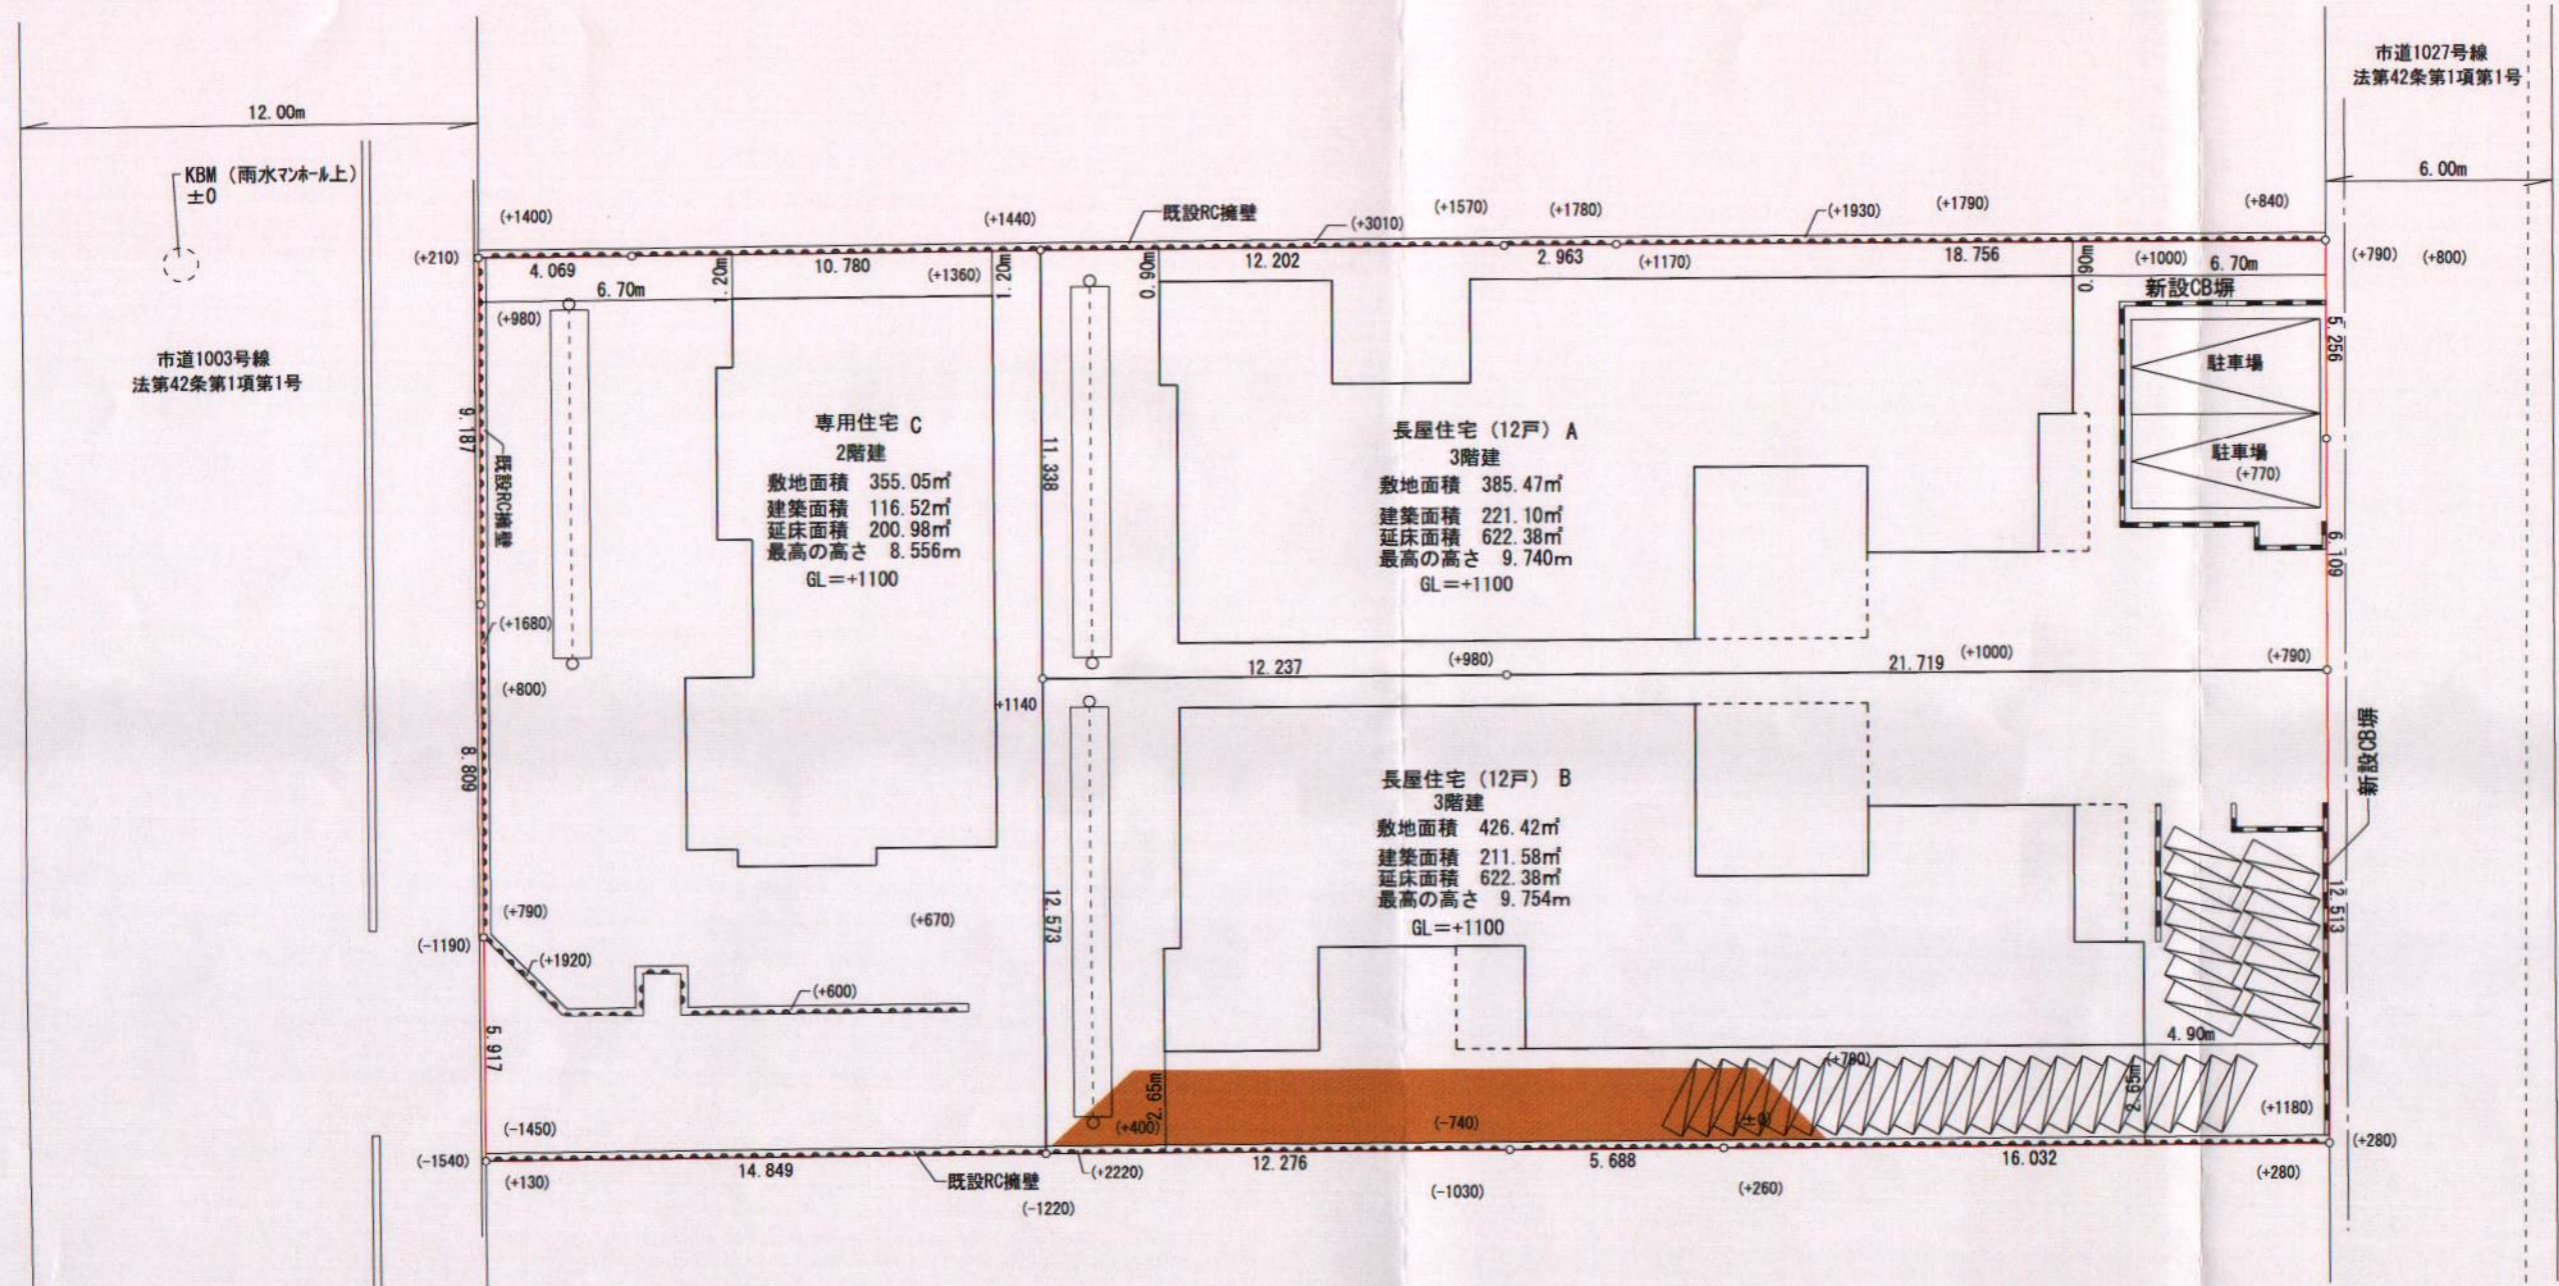 市道1027号線
法第42条第1項第1号
12.00m
6.00m
KBM（雨水マンホール上）
±0
(+1400)
(+1440)
既設RC擁壁
(+3010)
(+1570)
(+1780)
(+1930)
(+1790)
(+840)
(+210)
4.069
10.780
(+1360)
1.20m
1.20m
0.90m
12.202
2.963
(+1170)
18.756
0.90m
(+1000)
6.70m
(+790)
(+800)
6.70m
新設CB塀
(+980)
市道1003号線
法第42条第1項第1号
5.256
駐車場
9.187
既設RC擁壁
専用住宅 C
2階建
敷地面積 355.05㎡
建築面積 116.52㎡
延床面積 200.98㎡
最高の高さ 8.556m
GL=+1100
11.338
長屋住宅（12戸） A
3階建
敷地面積 385.47㎡
建築面積 221.10㎡
延床面積 622.38㎡
最高の高さ 9.740m
GL=+1100
駐車場
(+770)
6.109
(+1680)
(+800)
12.237
(+980)
21.719
(+1000)
(+790)
+1140
8.809
新設CB塀
長屋住宅（12戸） B
3階建
敷地面積 426.42㎡
建築面積 211.58㎡
延床面積 622.38㎡
最高の高さ 9.754m
GL=+1100
12.573
12.513
(+790)
(+670)
(-1190)
(+1920)
(+600)
5.917
4.90m
(+780)
2.65m
2.65m
(+400)
(-740)
(±0)
(+1180)
(-1450)
(-1540)
(+130)
14.849
既設RC擁壁
(+2220)
12.276
5.688
16.032
(+280)
(+280)
(-1220)
(-1030)
(+260)